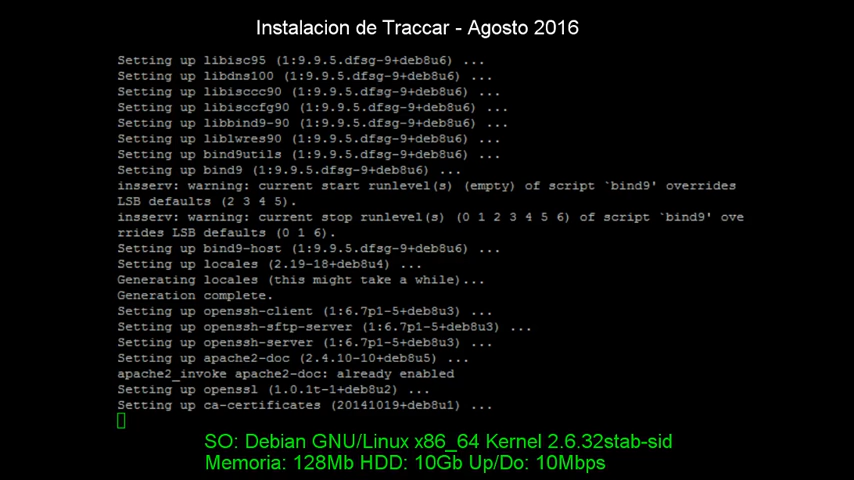 Instalacion de Traccar - Agosto 2016
Setting up libisc95 (1:9.9.5.dfsg-9+deb8u6) ...
Setting up libdns100 (1:9.9.5.dfsg-9+deb8u6) ...
Setting up libisccc90 (1:9.9.5.dfsg-9+deb8u6) ...
Setting up libisccfg90 (1:9.9.5.dfsg-9+deb8u6) ...
Setting up libbind9-90 (1:9.9.5.dfsg-9+deb8u6) ...
Setting up liblwres90 (1:9.9.5.dfsg-9+deb8u6) ...
Setting up bind9utils (1:9.9.5.dfsg-9+deb8u6) ...
Setting up bind9 (1:9.9.5.dfsg-9+deb8u6) ...
insserv: warning: current start runlevel(s) (empty) of script `bind9' overrides
LSB defaults (2 3 4 5).
insserv: warning: current stop runlevel(s) (0 1 2 3 4 5 6) of script `bind9' ove
rrides LSB defaults (0 1 6).
Setting up bind9-host (1:9.9.5.dfsg-9+deb8u6) ...
Setting up locales (2.19-18+deb8u4) ...
Generating locales (this might take a while)...
Generation complete.
Setting up openssh-client (1:6.7p1-5+deb8u3) ...
Setting up openssh-sftp-server (1:6.7p1-5+deb8u3) ...
Setting up openssh-server (1:6.7p1-5+deb8u3) ...
Setting up apache2-doc (2.4.10-10+deb8u5) ...
apache2_invoke apache2-doc: already enabled
Setting up openssl (1.0.1t-1+deb8u2) ...
Setting up ca-certificates (20141019+deb8u1) ...
SO: Debian GNU/Linux x86_64 Kernel 2.6.32stab-sid
Memoria: 128Mb HDD: 10Gb Up/Do: 10Mbps